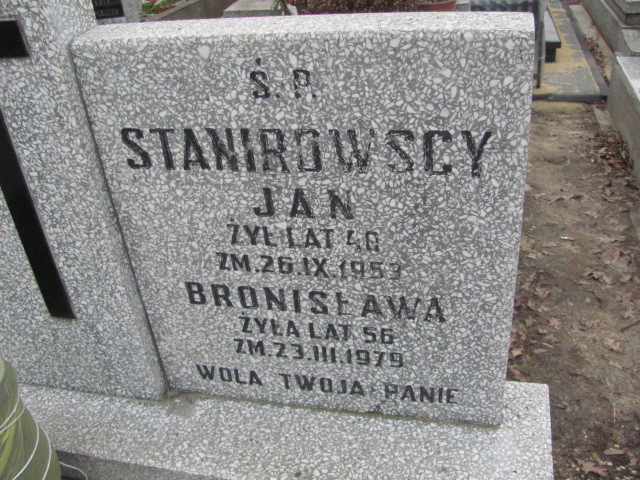 Ś. P.
STANIROWSCY
JAN
ŻYŁ LAT 46
ZM. 26.IX.1953
BRONISŁAWA
ŻYŁA LAT 56
ZM. 23.III.1979
WOLA TWOJA PANIE